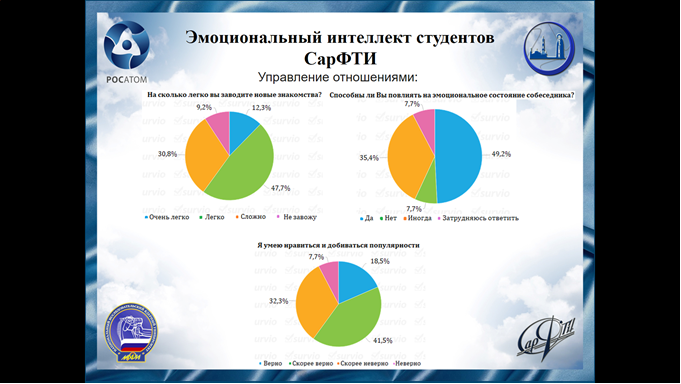 Эмоциональный интеллект студентов
СарФТИ
Управление отношениями:
РОСАТОМ
На сколько легко вы заводите новые знакомства?
9,2%
12,3%
30,8%
47,7%
Очень легко Легко Сложно Не завожу
Способны ли Вы повлиять на эмоциональное состояние собеседника?
7,7%
49,2%
35,4%
7,7%
Да Нет Иногда Затрудняюсь ответить
Я умею нравиться и добиваться популярности
7,7%
18,5%
32,3%
41,5%
Верно Скорее верно Скорее неверно Неверно
СарФТИ